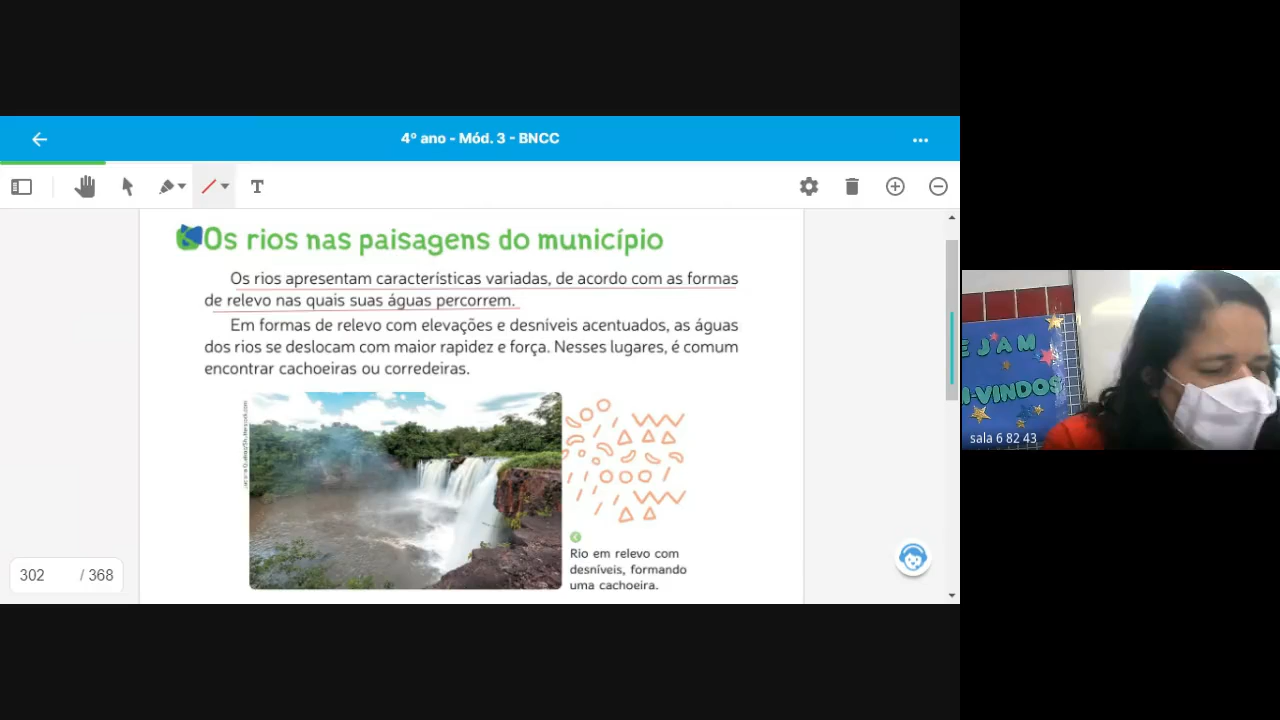 4º ano - Mód. 3 - BNCC
T
Os rios nas paisagens do município
Os rios apresentam características variadas, de acordo com as formas
de relevo nas quais suas águas percorrem.
Em formas de relevo com elevações e desníveis acentuados, as águas
dos rios se deslocam com maior rapidez e força. Nesses lugares, é comum
encontrar cachoeiras ou corredeiras.
Rio em relevo com
desníveis, formando
uma cachoeira.
302 / 368
EJAM
M-VINDOS
sala 6 82 43